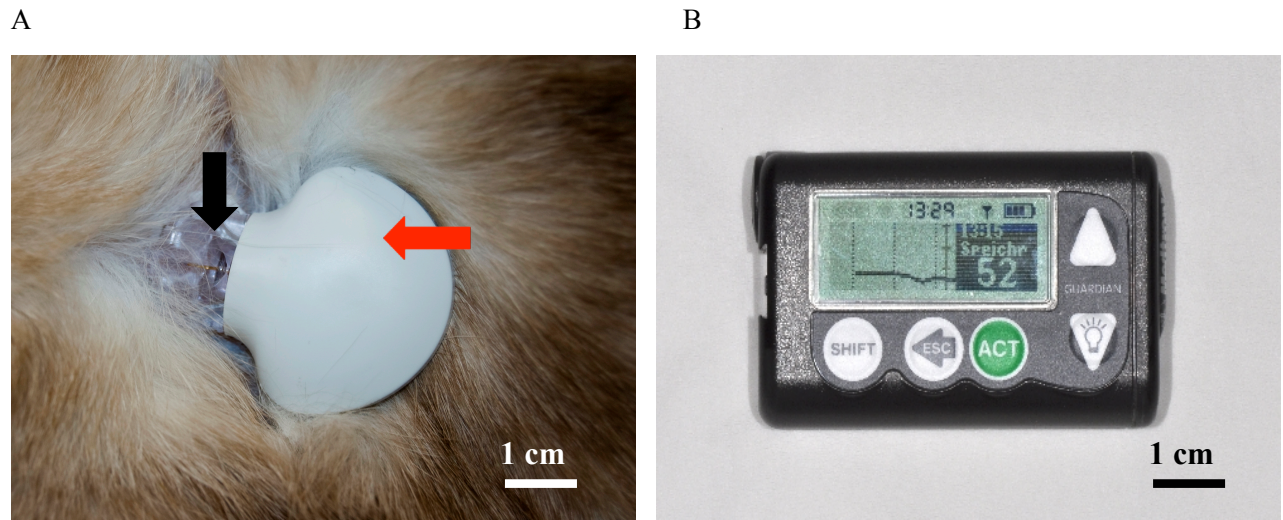 A
B
13:29
Speichr
52
GUARDIAN
SHIFT
ESC
ACT
1 cm
1 cm